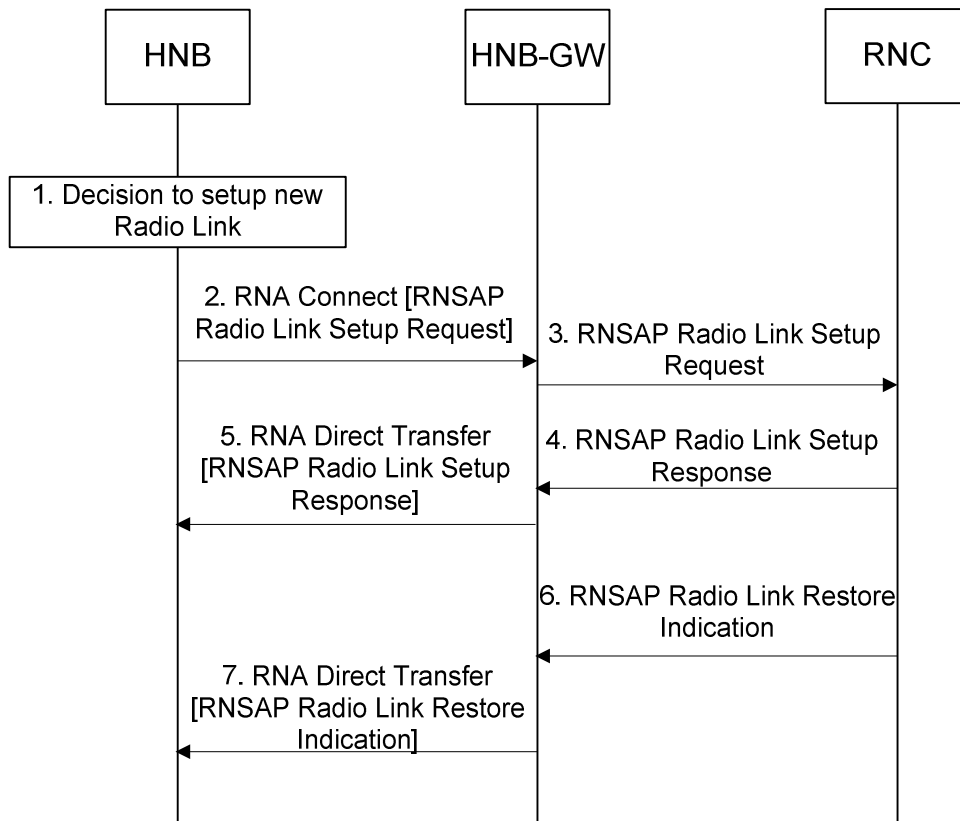 HNB
HNB-GW
RNC
1. Decision to setup new
Radio Link
2. RNA Connect [RNSAP
Radio Link Setup Request]
3. RNSAP Radio Link Setup
Request
5. RNA Direct Transfer
[RNSAP Radio Link Setup
Response]
4. RNSAP Radio Link Setup
Response
6. RNSAP Radio Link Restore
Indication
7. RNA Direct Transfer
[RNSAP Radio Link Restore
Indication]